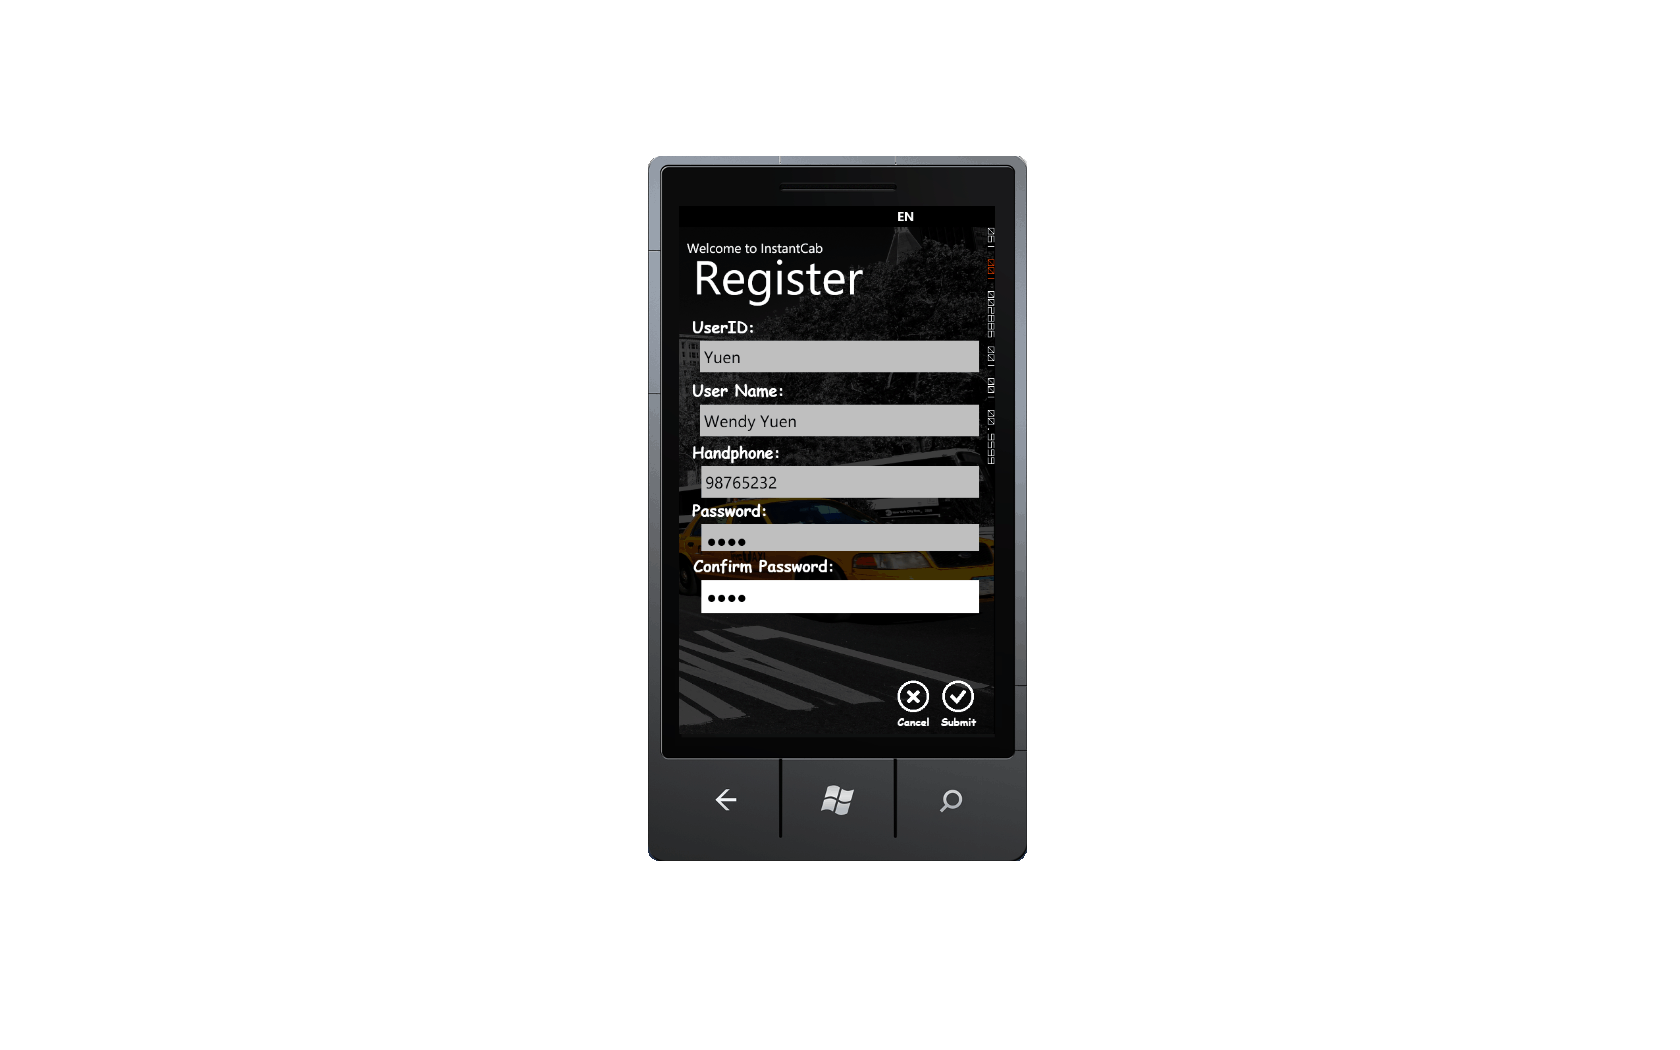 EN
Welcome to InstantCab
Register
UserID:
Yuen
User Name:
Wendy Yuen
Handphone:
98765232
Password:
••••
Confirm Password:
••••
Cancel Submit